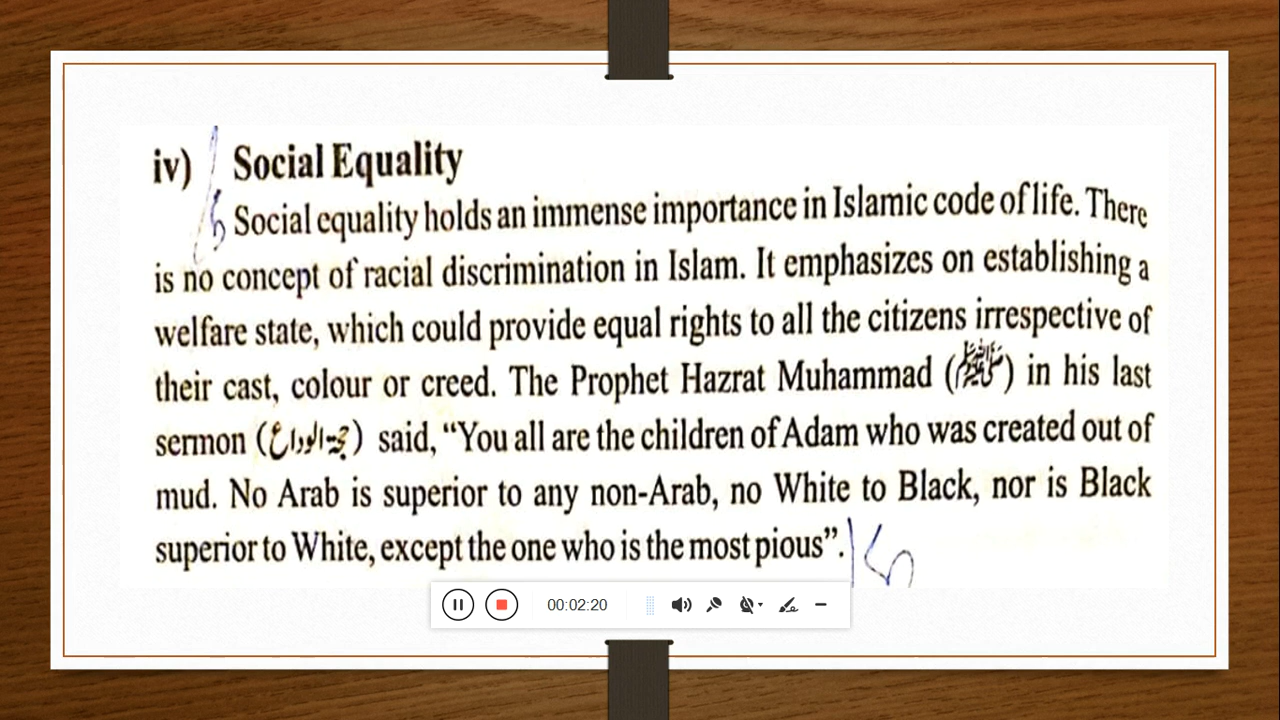 iv) Social Equality
Social equality holds an immense importance in Islamic code of life. There
is no concept of racial discrimination in Islam. It emphasizes on establishing a
welfare state, which could provide equal rights to all the citizens irrespective of
their cast, colour or creed. The Prophet Hazrat Muhammad (ﷺ) in his last
sermon (حجۃ الوداع) said, “You all are the children of Adam who was created out of
mud. No Arab is superior to any non-Arab, no White to Black, nor is Black
superior to White, except the one who is the most pious”.
00:02:20